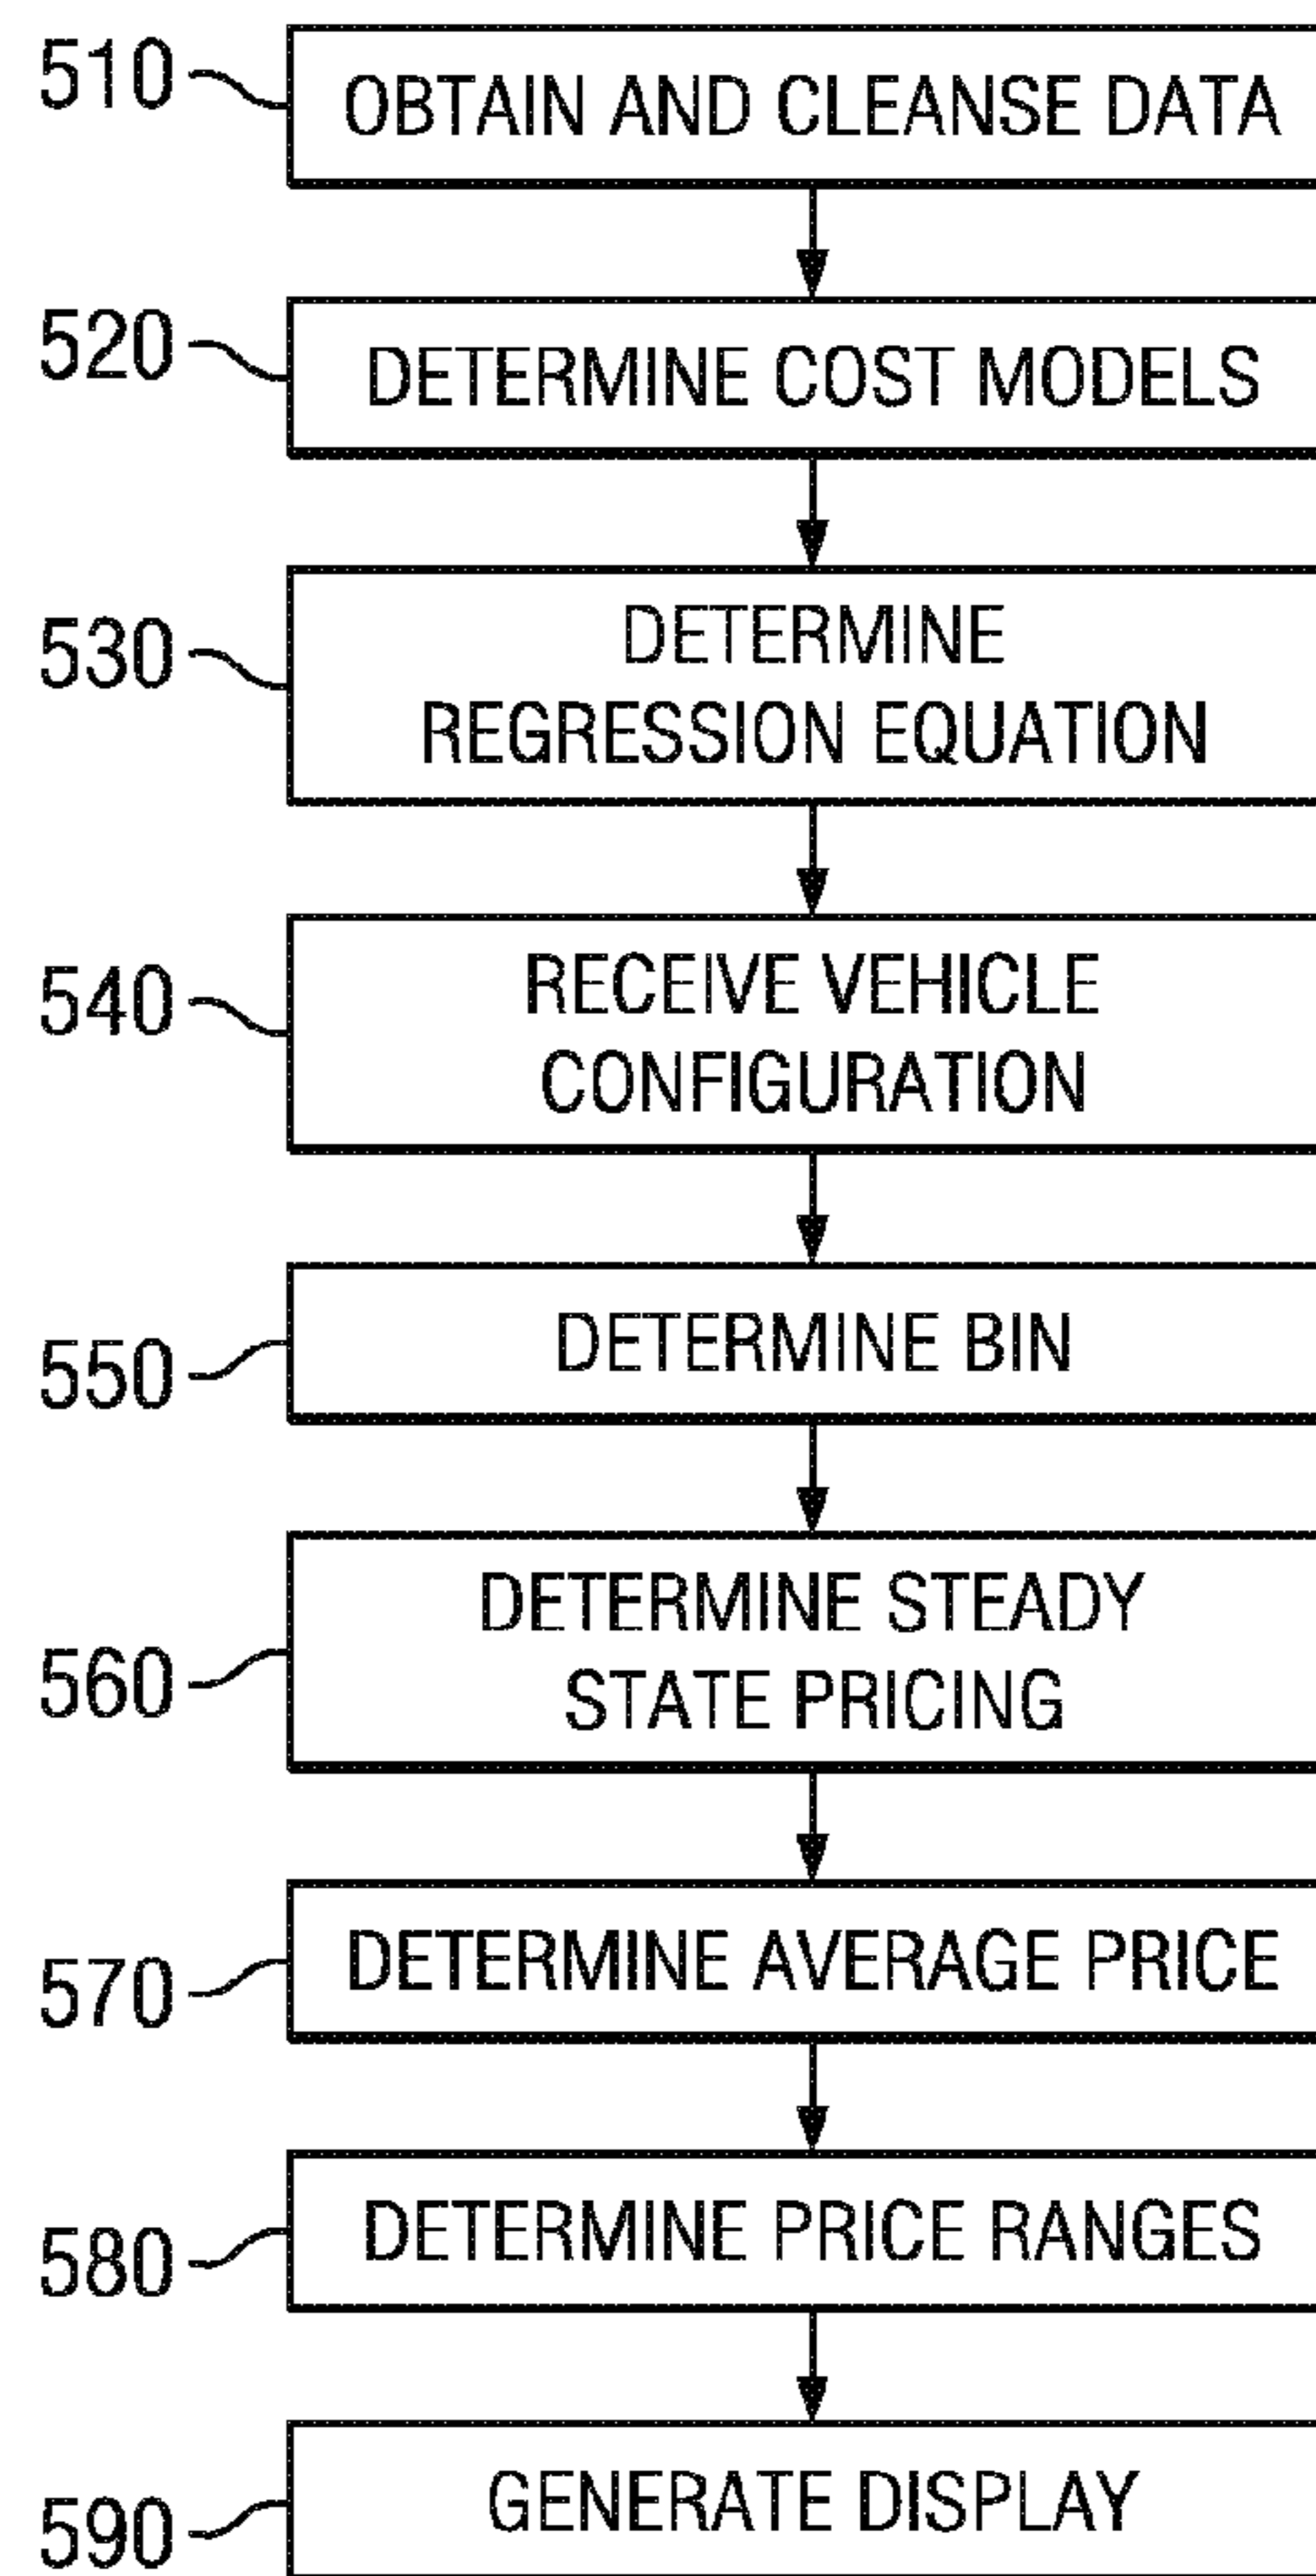 510 OBTAIN AND CLEANSE DATA
520 DETERMINE COST MODELS
530 DETERMINE
REGRESSION EQUATION
540 RECEIVE VEHICLE
CONFIGURATION
550 DETERMINE BIN
560 DETERMINE STEADY
STATE PRICING
570 DETERMINE AVERAGE PRICE
580 DETERMINE PRICE RANGES
590 GENERATE DISPLAY